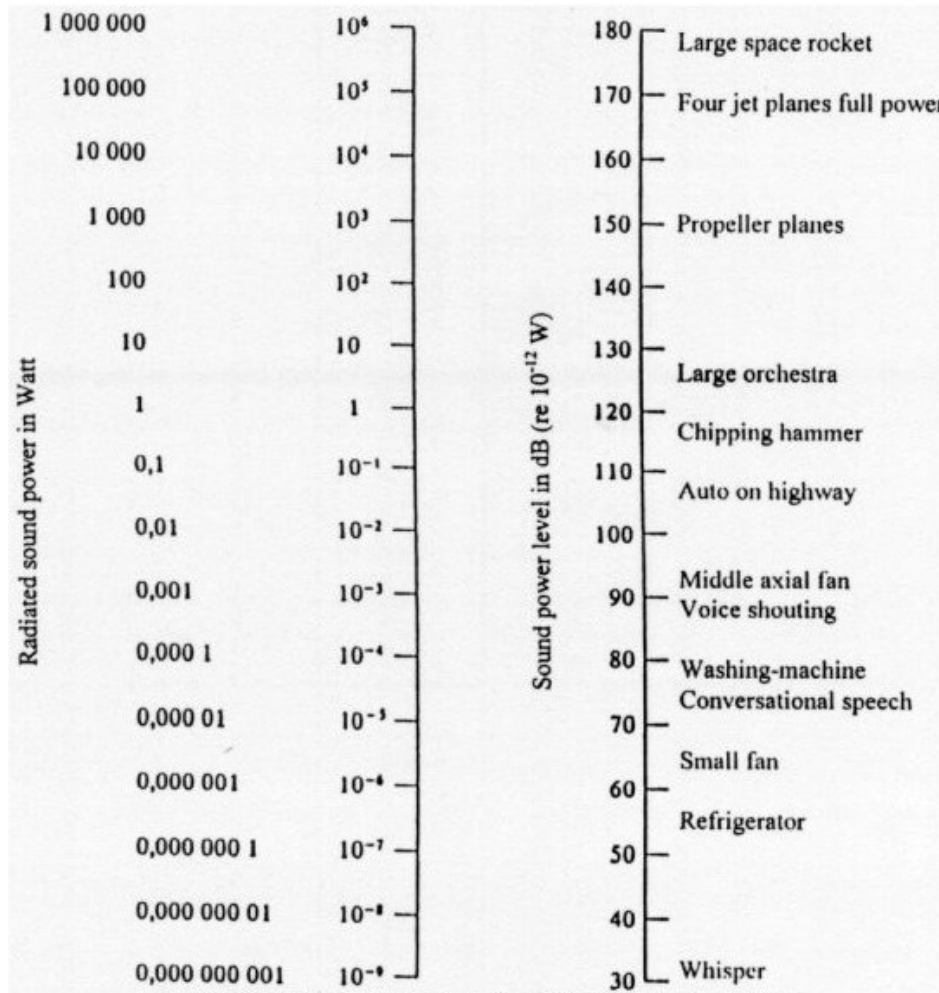 1 000 000 10⁶ 180
Large space rocket
100 000 10⁵ 170 Four jet planes full power
10 000 10⁴ 160
1 000 10³ 150 Propeller planes
100 10² 140
10 10 130
Large orchestra
1 1 120
Chipping hammer
0,1 10⁻¹ 110
Auto on highway
0,01 10⁻² 100
Middle axial fan
0,001 10⁻³ 90 Voice shouting
0,000 1 10⁻⁴ 80 Washing-machine
Conversational speech
0,000 01 10⁻⁵ 70
Small fan
0,000 001 10⁻⁶ 60
Refrigerator
0,000 000 1 10⁻⁷ 50
0,000 000 01 10⁻⁸ 40
0,000 000 001 10⁻⁹ 30 Whisper
Radiated sound power in Watt
Sound power level in dB (re 10⁻¹² W)